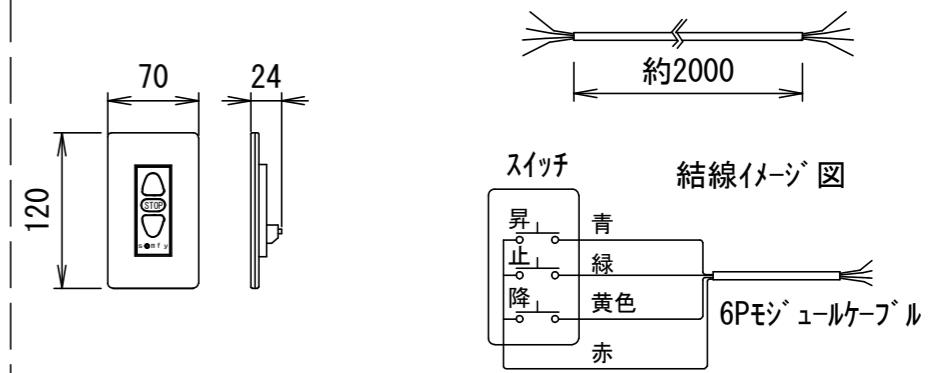 70
24
120
STOP
somfy
約2000
スイッチ
結線イメージ図
昇
青
止
緑
降
黄色
赤
6Pモジュールケーブル